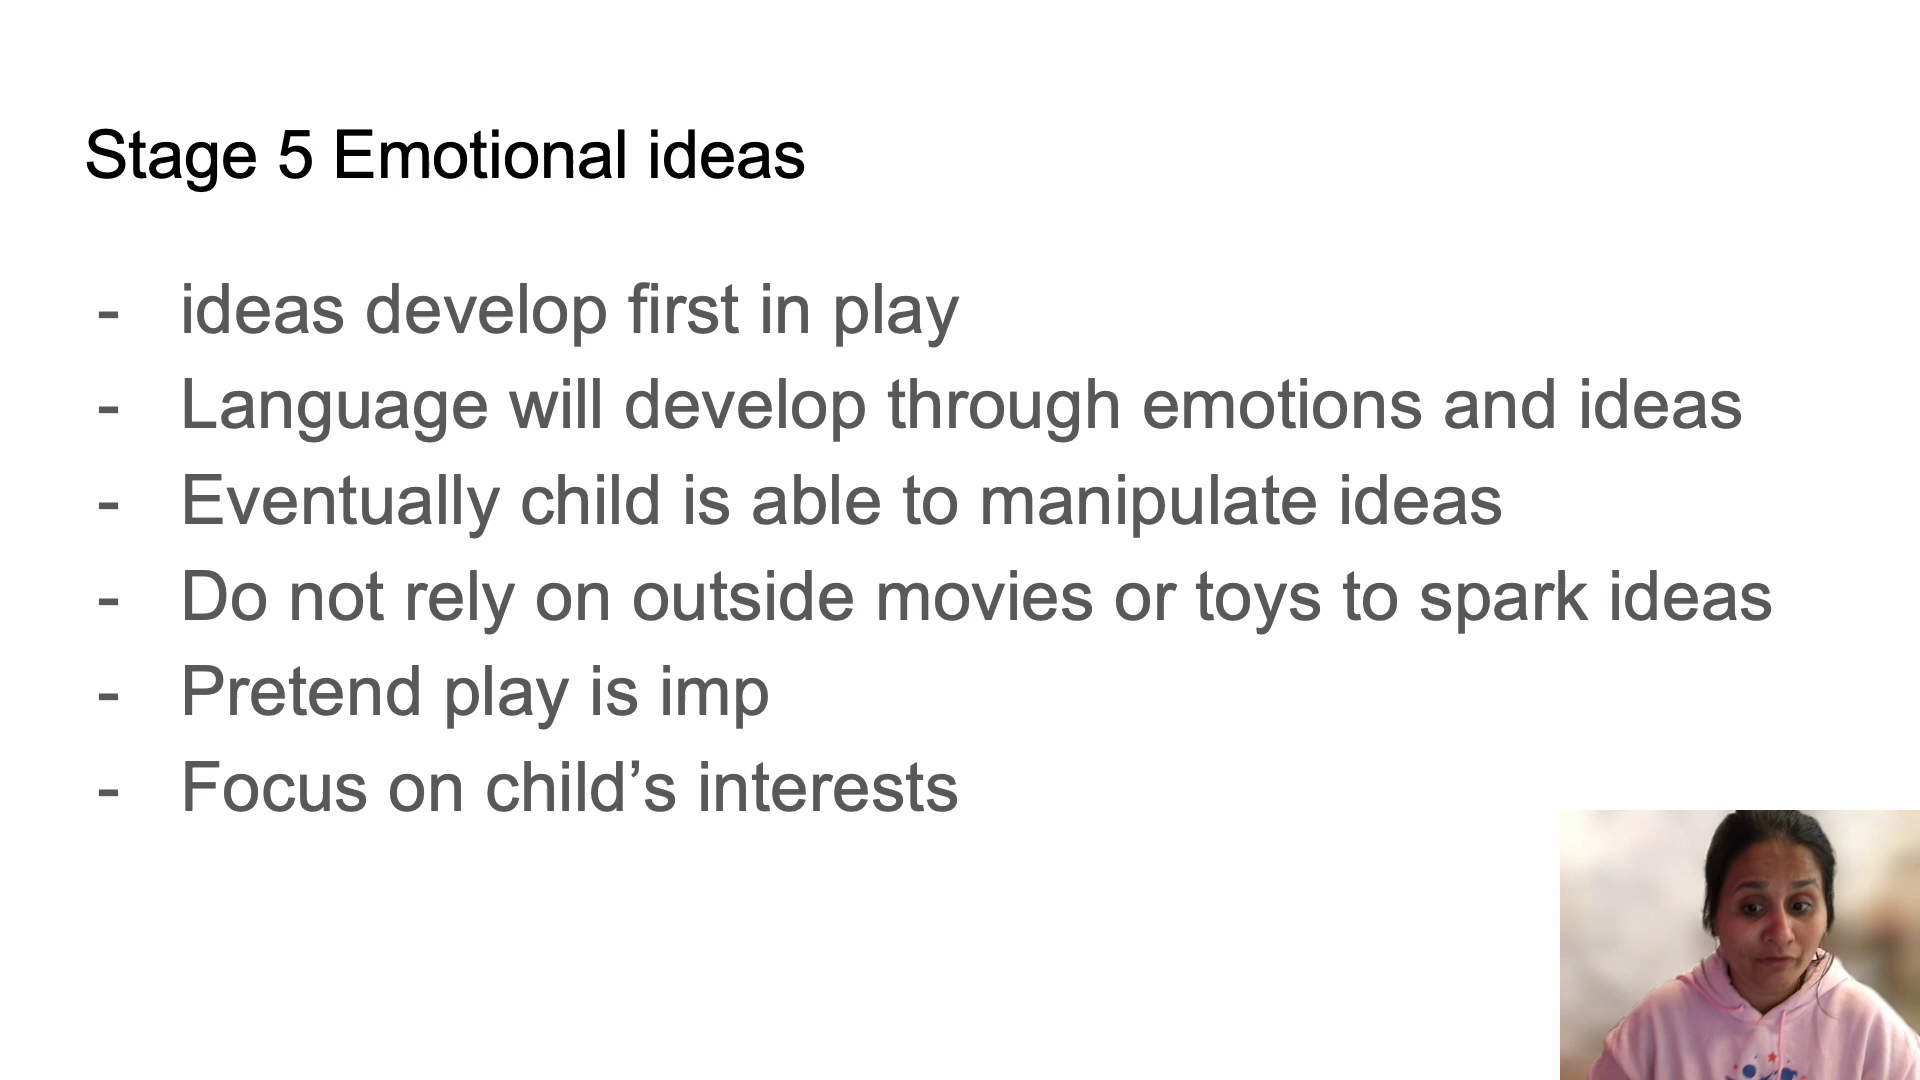 Stage 5 Emotional ideas
- ideas develop first in play
- Language will develop through emotions and ideas
- Eventually child is able to manipulate ideas
- Do not rely on outside movies or toys to spark ideas
- Pretend play is imp
- Focus on child’s interests